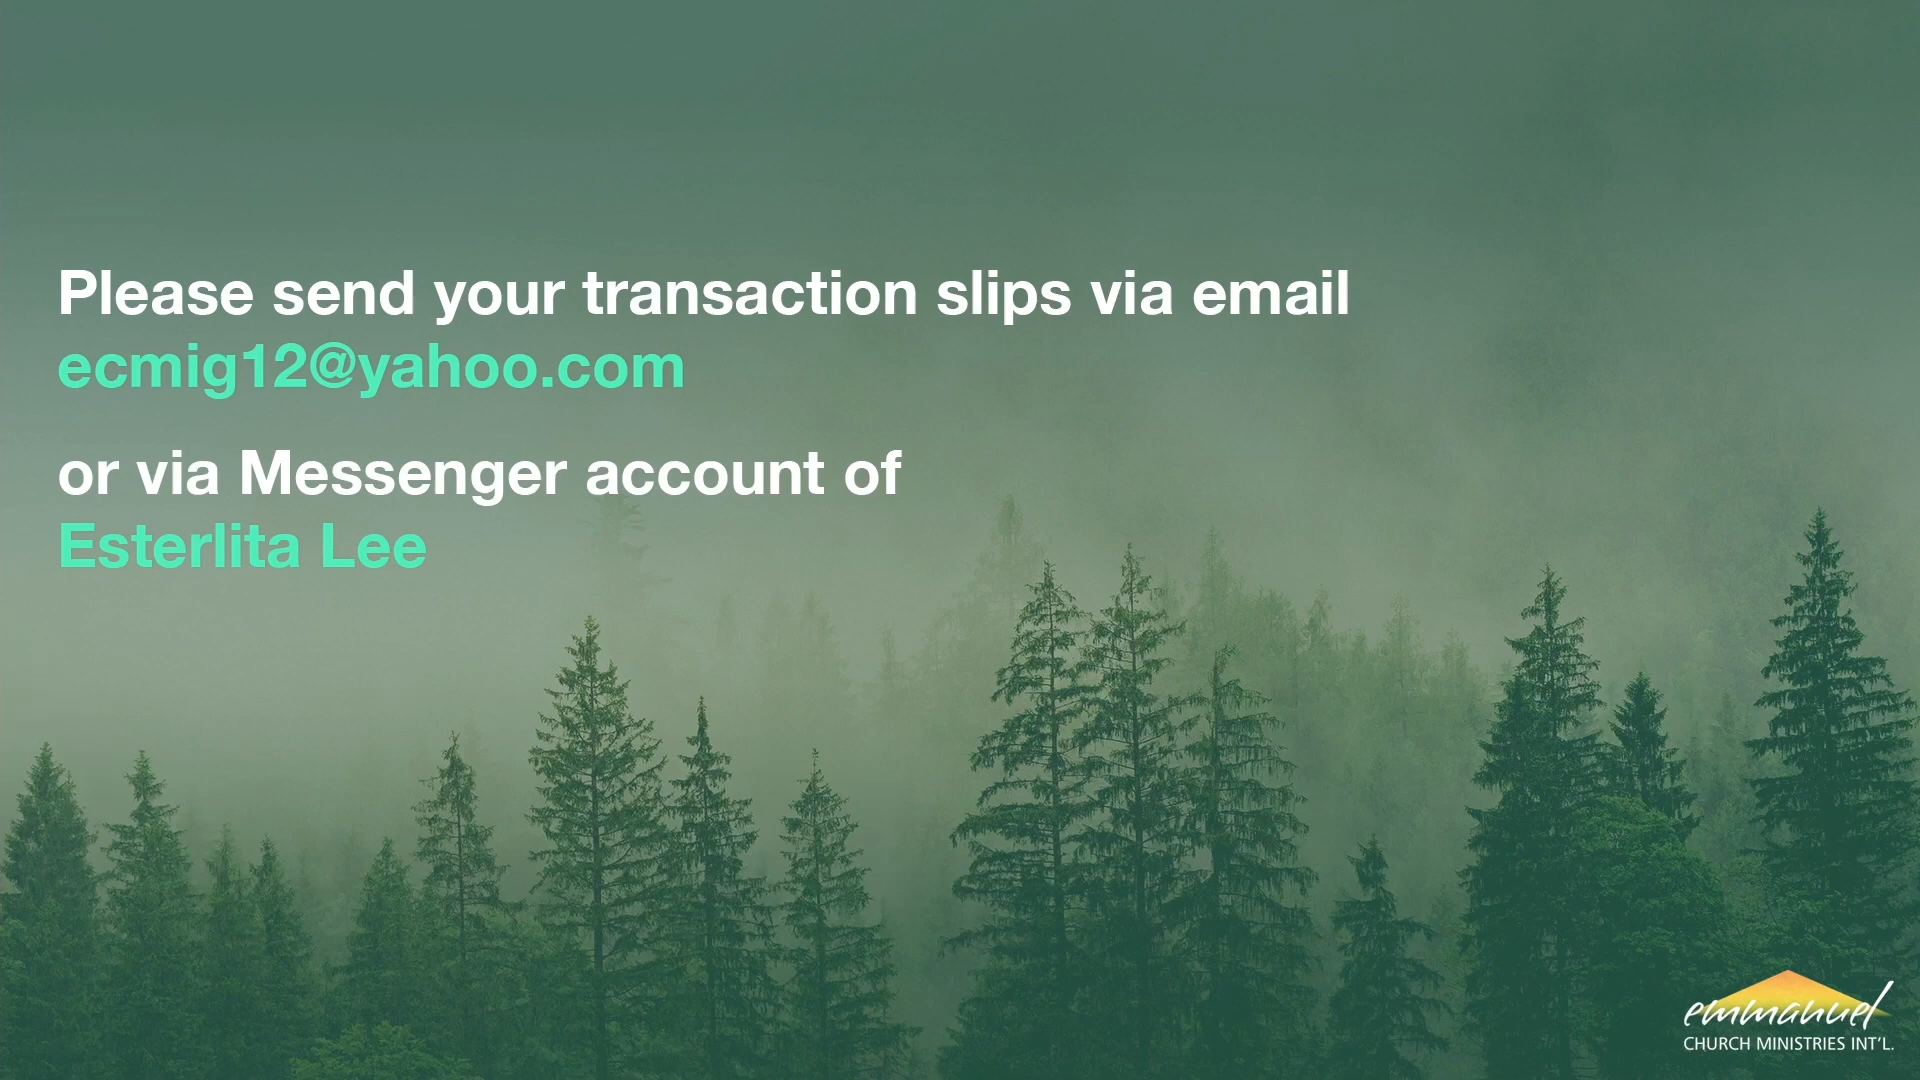 Please send your transaction slips via email
ecmig12@yahoo.com
or via Messenger account of
Esterlita Lee
emmanuel
CHURCH MINISTRIES INT'L.